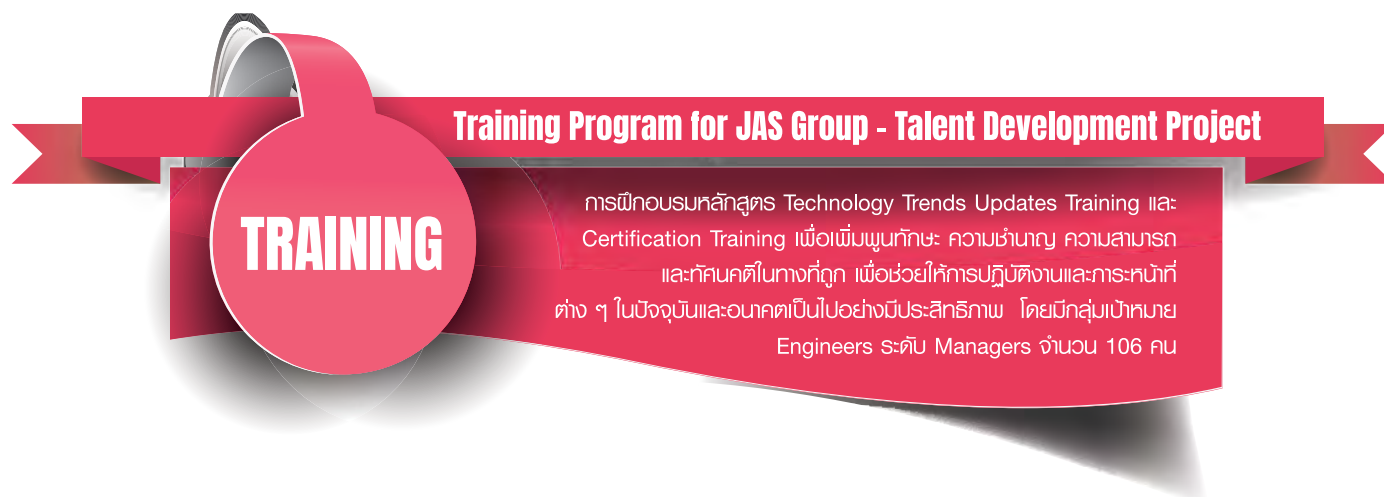 Training Program for JAS Group - Talent Development Project
TRAINING
การฝึกอบรมหลักสูตร Technology Trends Updates Training และ
Certification Training เพื่อเพิ่มพูนทักษะ ความชำนาญ ความสามารถ
และทัศนคติในทางที่ถูก เพื่อช่วยให้การปฏิบัติงานและภาระหน้าที่
ต่าง ๆ ในปัจจุบันและอนาคตเป็นไปอย่างมีประสิทธิภาพ โดยมีกลุ่มเป้าหมาย
Engineers ระดับ Managers จำนวน 106 คน